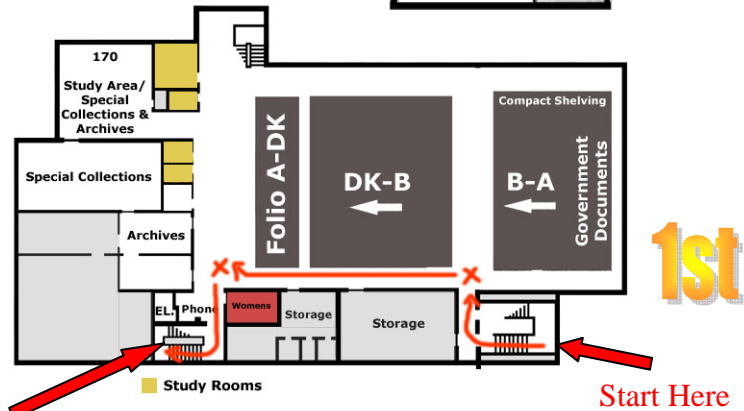 170
Study Area/
Special
Collections &
Archives
Special Collections
Archives
EL.
Phone
Womens
Storage
Storage
Folio A-DK
DK-B
Compact Shelving
B-A
Government
Documents
1st
Study Rooms
Start Here